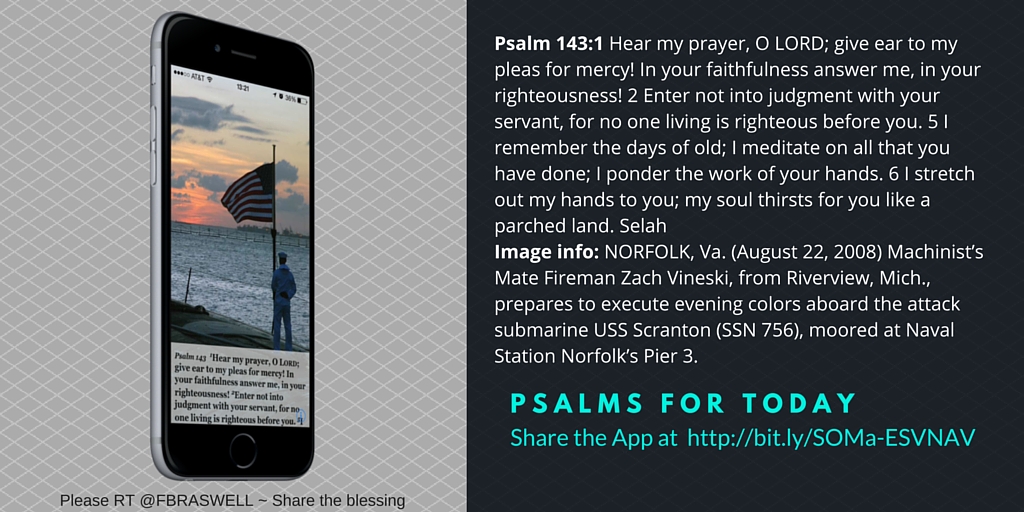 AT&T
13:21
36%
Psalm 143 ¹Hear my prayer, O LORD;
give ear to my pleas for mercy! In
your faithfulness answer me, in your
righteousness! ²Enter not into
judgment with your servant, for no
one living is righteous before you. ⁵I
Please RT @FBRASWELL ~ Share the blessing
Psalm 143:1 Hear my prayer, O LORD; give ear to my
pleas for mercy! In your faithfulness answer me, in your
righteousness! 2 Enter not into judgment with your
servant, for no one living is righteous before you. 5 I
remember the days of old; I meditate on all that you
have done; I ponder the work of your hands. 6 I stretch
out my hands to you; my soul thirsts for you like a
parched land. Selah
Image info: NORFOLK, Va. (August 22, 2008) Machinist’s
Mate Fireman Zach Vineski, from Riverview, Mich.,
prepares to execute evening colors aboard the attack
submarine USS Scranton (SSN 756), moored at Naval
Station Norfolk’s Pier 3.
PSALMS FOR TODAY
Share the App at http://bit.ly/SOMa-ESVNAV